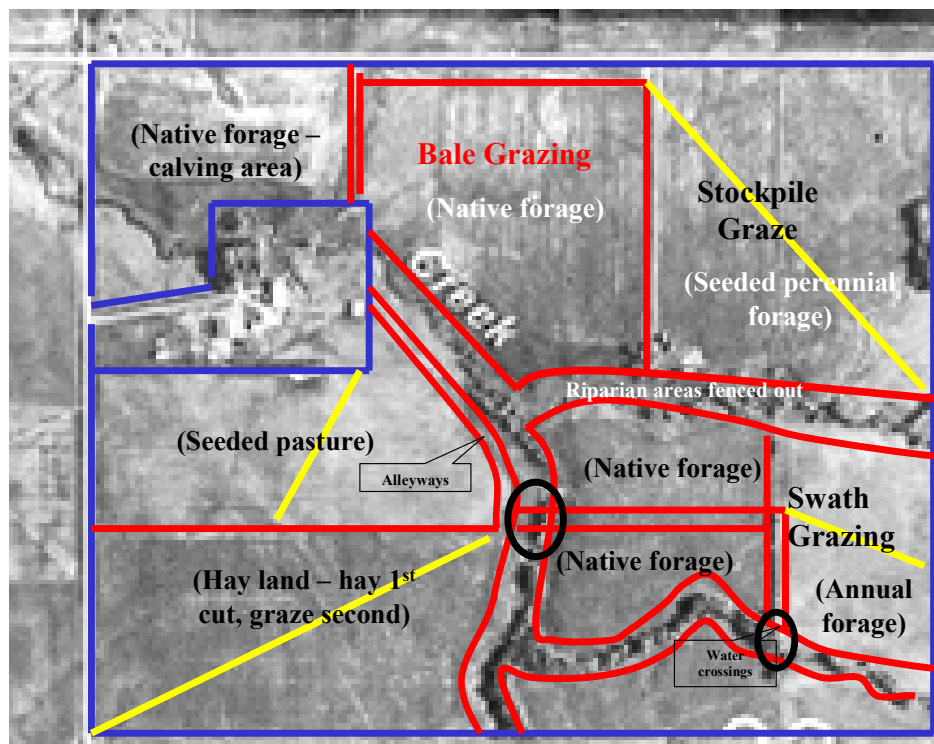 (Native forage –
calving area)
Bale Grazing
(Native forage)
Stockpile
Graze
(Seeded perennial
forage)
Creek
Riparian areas fenced out
(Seeded pasture)
Alleyways
(Native forage)
Swath
Grazing
(Native forage)
(Hay land – hay 1st
cut, graze second)
(Annual
forage)
Water
crossings